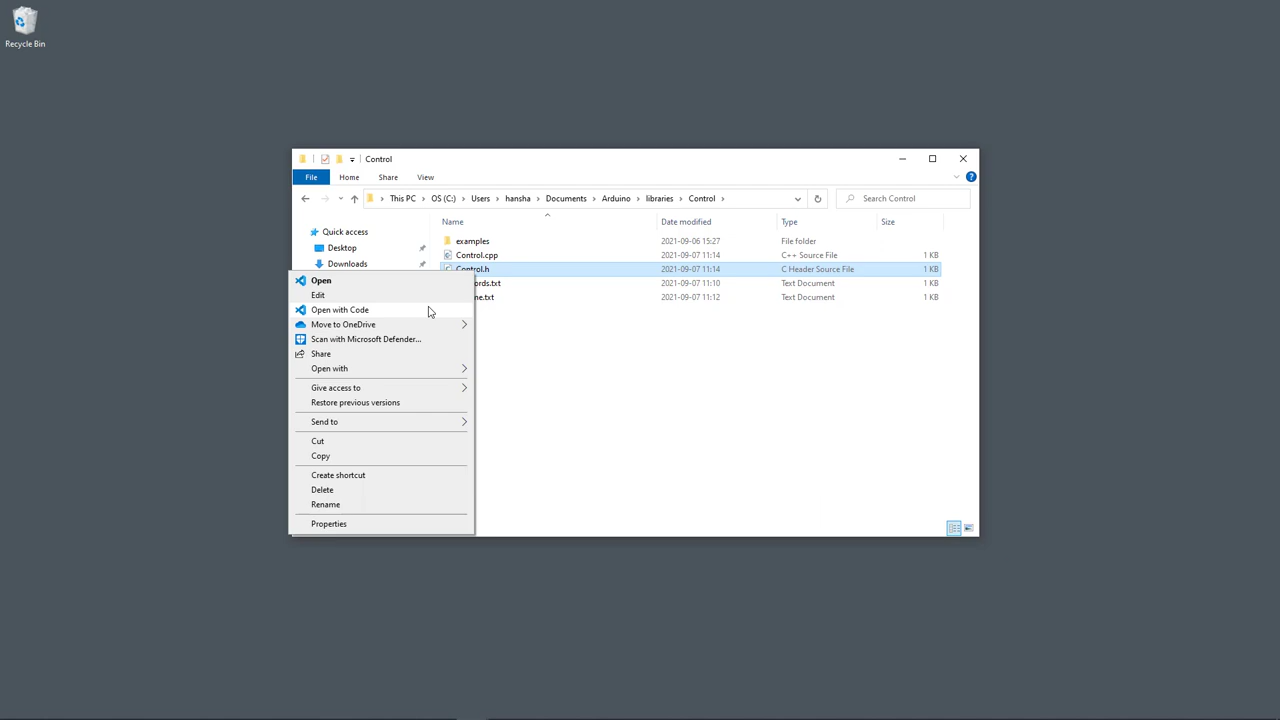 Recycle Bin
Control
File Home Share View
This PC OS (C:) Users hansha Documents Arduino libraries Control
Search Control
Name Date modified Type Size
Quick access
Desktop
Downloads
examples 2021-09-06 15:27 File folder
Control.cpp 2021-09-07 11:14 C++ Source File 1 KB
Control.h 2021-09-07 11:14 C Header Source File 1 KB
ords.txt 2021-09-07 11:10 Text Document 1 KB
me.txt 2021-09-07 11:12 Text Document 1 KB
Open
Edit
Open with Code
Move to OneDrive
Scan with Microsoft Defender...
Share
Open with
Give access to
Restore previous versions
Send to
Cut
Copy
Create shortcut
Delete
Rename
Properties